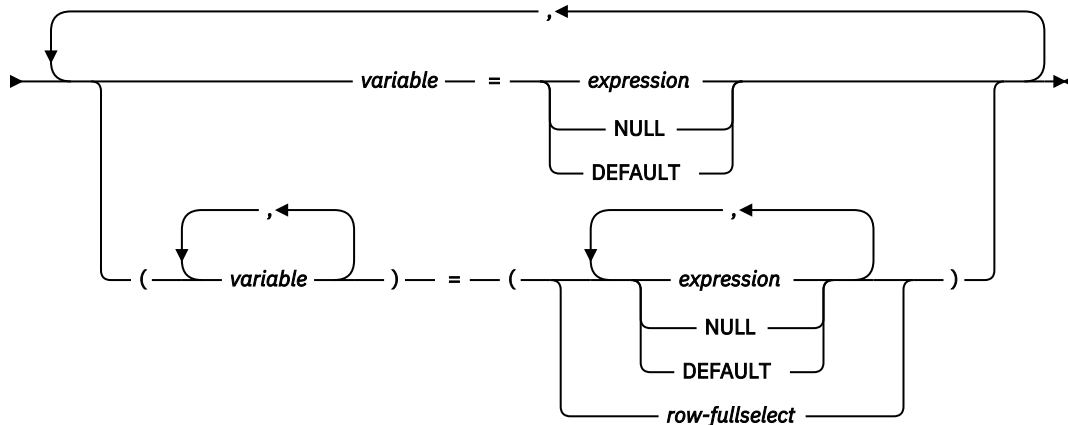 ,
variable = expression
NULL
DEFAULT
, ,
( variable ) = ( expression )
NULL
DEFAULT
row-fullselect